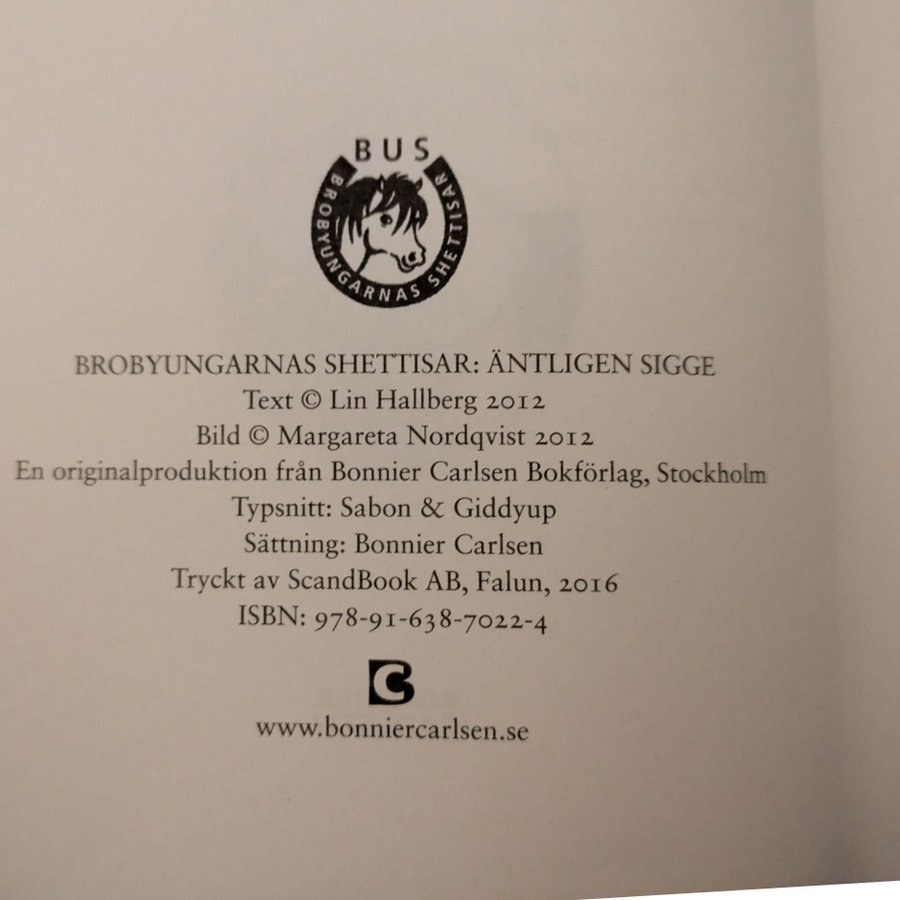 BUS
BROBYUNGARNAS SHETTISAR
BROBYUNGARNAS SHETTISAR: ÄNTLIGEN SIGGE
Text © Lin Hallberg 2012
Bild © Margareta Nordqvist 2012
En originalproduktion från Bonnier Carlsen Bokförlag, Stockholm
Typsnitt: Sabon & Giddyup
Sättning: Bonnier Carlsen
Tryckt av ScandBook AB, Falun, 2016
ISBN: 978-91-638-7022-4
BC
www.bonniercarlsen.se